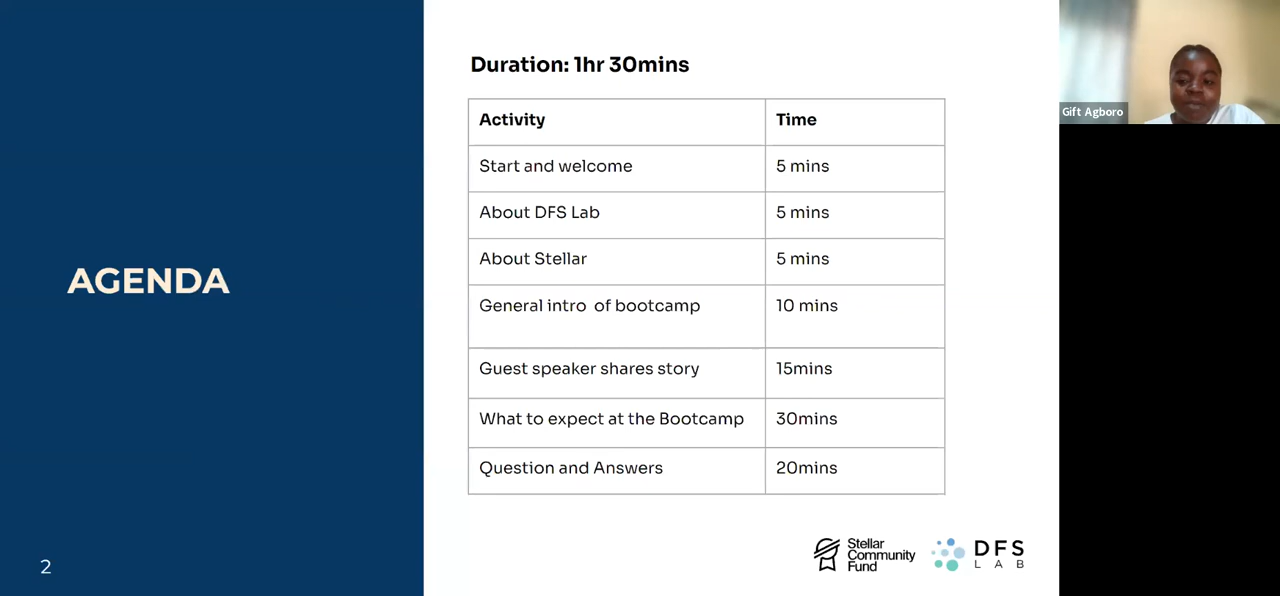 AGENDA
Duration: 1hr 30mins
Activity Time
Start and welcome 5 mins
About DFS Lab 5 mins
About Stellar 5 mins
General intro of bootcamp 10 mins
Guest speaker shares story 15mins
What to expect at the Bootcamp 30mins
Question and Answers 20mins
Stellar
Community
Fund
DFS
LAB
2
Gift Agboro